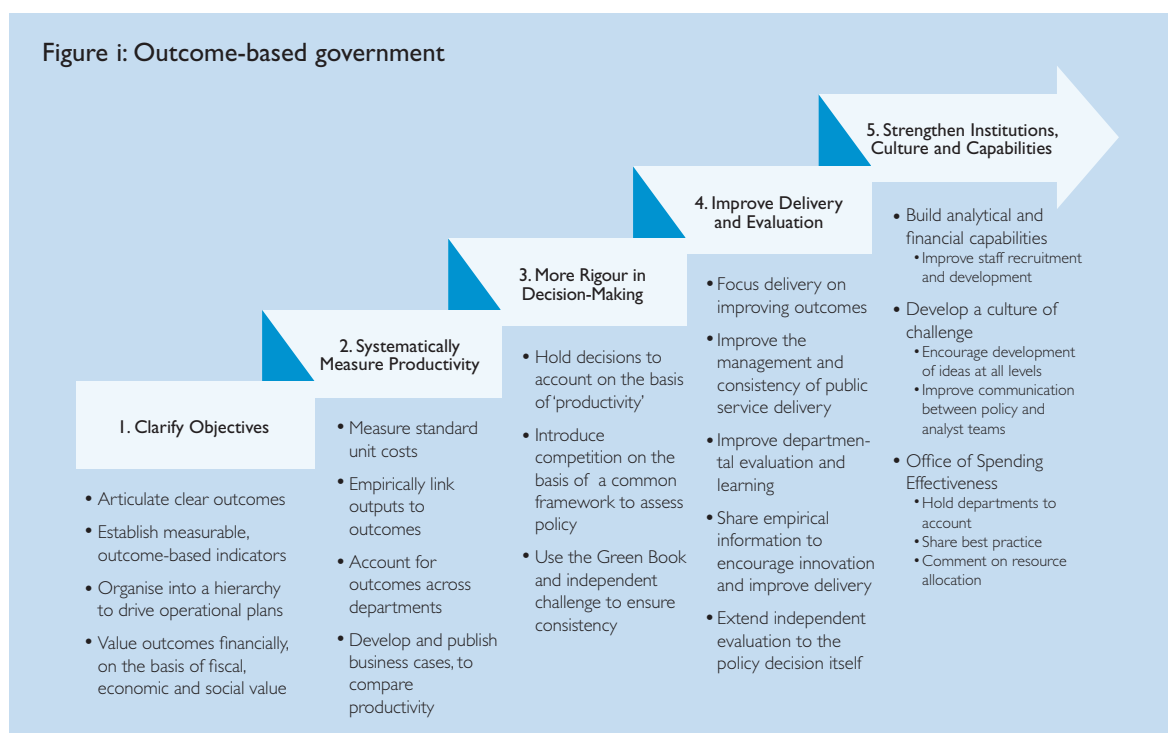 Figure i: Outcome-based government
1. Clarify Objectives
• Articulate clear outcomes
• Establish measurable,
outcome-based indicators
• Organise into a hierarchy
to drive operational plans
• Value outcomes financially,
on the basis of fiscal,
economic and social value
2. Systematically
Measure Productivity
• Measure standard
unit costs
• Empirically link
outputs to
outcomes
• Account for
outcomes across
departments
• Develop and publish
business cases, to
compare
productivity
3. More Rigour in
Decision-Making
• Hold decisions to
account on the basis
of ‘productivity’
• Introduce
competition on the
basis of a common
framework to assess
policy
• Use the Green Book
and independent
challenge to ensure
consistency
4. Improve Delivery
and Evaluation
• Focus delivery on
improving outcomes
• Improve the
management and
consistency of public
service delivery
• Improve departmen-
tal evaluation and
learning
• Share empirical
information to
encourage innovation
and improve delivery
• Extend independent
evaluation to the
policy decision itself
5. Strengthen Institutions,
Culture and Capabilities
• Build analytical and
financial capabilities
• Improve staff recruitment
and development
• Develop a culture of
challenge
• Encourage development
of ideas at all levels
• Improve communication
between policy and
analyst teams
• Office of Spending
Effectiveness
• Hold departments to
account
• Share best practice
• Comment on resource
allocation